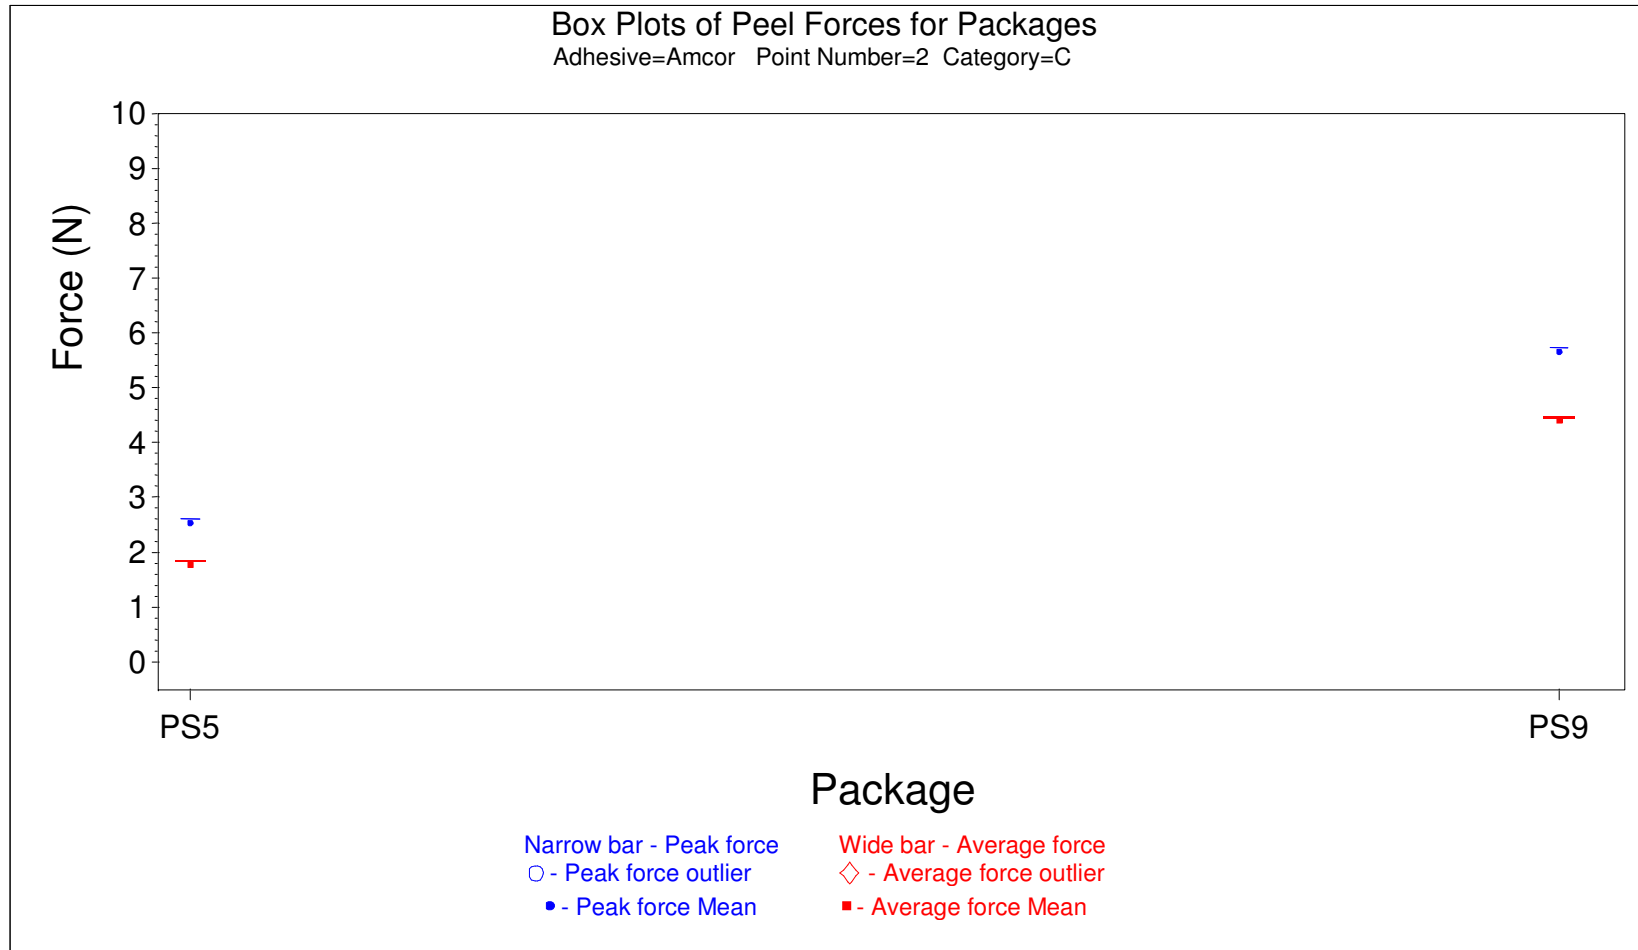 Box Plots of Peel Forces for Packages
Adhesive=Amcor Point Number=2 Category=C
10
9
8
7
6
5
4
3
2
1
0
Force (N)
PS5 PS9
Package
Narrow bar - Peak force Wide bar - Average force
- Peak force outlier - Average force outlier
- Peak force Mean - Average force Mean